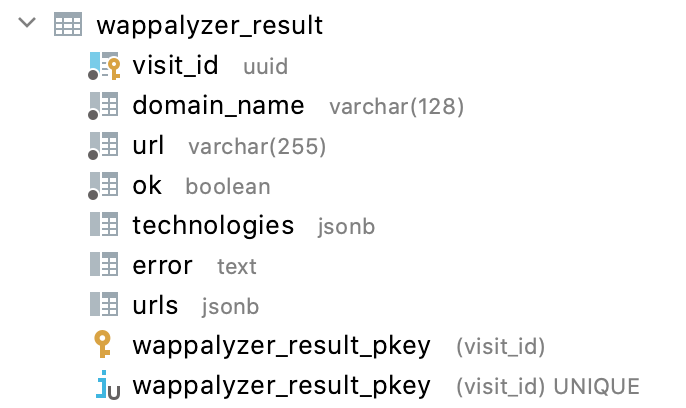 wappalyzer_result
visit_id uuid
domain_name varchar(128)
url varchar(255)
ok boolean
technologies jsonb
error text
urls jsonb
wappalyzer_result_pkey (visit_id)
wappalyzer_result_pkey (visit_id) UNIQUE